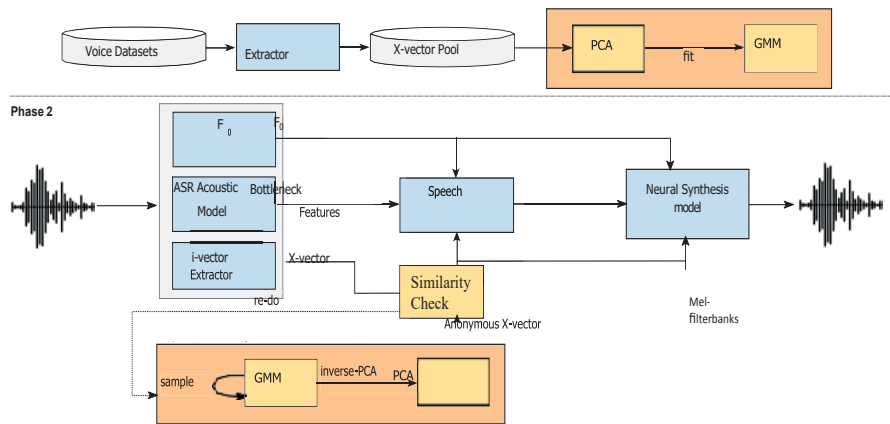 Voice Datasets
Extractor
X-vector Pool
PCA
fit
GMM
Phase 2
F 0
F0
ASR Acoustic
Model
Bottleneck
Features
Speech
Neural Synthesis
model
i-vector
Extractor
X-vector
re-do
Similarity
Check
Anonymous X-vector
Mel-
filterbanks
sample
GMM
inverse-PCA
PCA